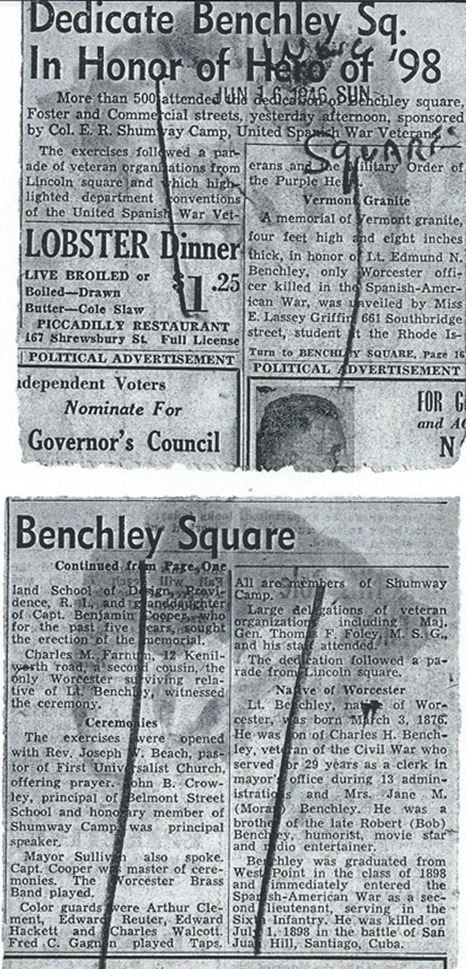 Dedicate Benchley Sq.
In Honor of Hero of '98
JUN 16 1946 SUN
SQUARE
More than 500 attended the dedication of Benchley square,
Foster and Commercial streets, yesterday afternoon, sponsored
by Col. E. R. Shumway Camp, United Spanish War Veterans.
The exercises followed a par-
ade of veteran organizations from
Lincoln square and which high-
lighted department conventions
of the United Spanish War Vet-
erans and the Military Order of
the Purple Heart.
Vermont Granite
A memorial of Vermont granite,
four feet high and eight inches
thick, in honor of Lt. Edmund N.
Benchley, only Worcester offi-
cer killed in the Spanish-Amer-
ican War, was unveiled by Miss
E. Lassey Griffin, 661 Southbridge
street, student at the Rhode Is-
Turn to BENCHLEY SQUARE, Page 16
LOBSTER Dinner
LIVE BROILED or
Boiled—Drawn
Butter—Cole Slaw
$1.25
PICCADILLY RESTAURANT
167 Shrewsbury St. Full License
POLITICAL ADVERTISEMENT
dependent Voters
Nominate For
Governor's Council
POLITICAL ADVERTISEMENT
FOR G
and
N
Benchley Square
Continued from Page One
land School of Design, Provi-
dence, R. I., and granddaughter
of Capt. Benjamin Cooper, who
for the past five years, sought
the erection of the memorial.
Charles M. Farnum, 12 Kenil-
worth road, a second cousin, the
only Worcester surviving rela-
tive of Lt. Benchley, witnessed
the ceremony.
Ceremonies
The exercises were opened
with Rev. Joseph W. Beach, pas-
tor of First Universalist Church,
offering prayer. John B. Crow-
ley, principal of Belmont Street
School and honorary member of
Shumway Camp, was principal
speaker.
Mayor Sullivan also spoke.
Capt. Cooper was master of cere-
monies. The Worcester Brass
Band played.
Color guards were Arthur Cle-
ment, Edward Reuter, Edward
Hackett and Charles Walcott.
Fred C. Gagnon played Taps.
All are members of Shumway
Camp.
Large delegations of veteran
organizations including Maj.
Gen. Thomas F. Foley, M. S. G.,
and his staff attended.
The dedication followed a pa-
rade from Lincoln square.
Native of Worcester
Lt. Benchley, native of Wor-
cester, was born March 3, 1876.
He was son of Charles H. Bench-
ley, veteran of the Civil War who
served for 29 years as a clerk in
mayor's office during 13 admin-
istrations and Mrs. Jane M.
(Moran) Benchley. He was a
brother of the late Robert (Bob)
Benchley, humorist, movie star
and radio entertainer.
Benchley was graduated from
West Point in the class of 1898
and immediately entered the
Spanish-American War as a sec-
ond lieutenant, serving in the
Sixth Infantry. He was killed on
July 1, 1898 in the battle of San
Juan Hill, Santiago, Cuba.